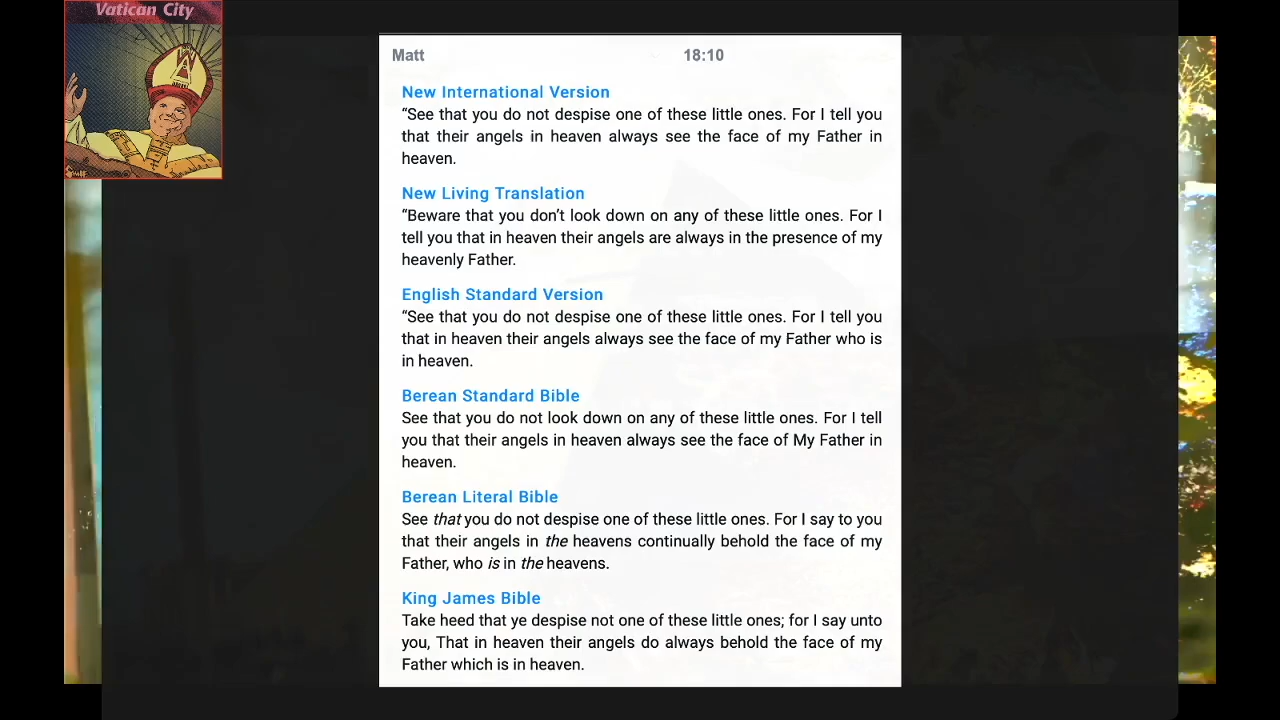 Vatican City
Matt 18:10
New International Version
“See that you do not despise one of these little ones. For I tell you
that their angels in heaven always see the face of my Father in
heaven.
New Living Translation
“Beware that you don’t look down on any of these little ones. For I
tell you that in heaven their angels are always in the presence of my
heavenly Father.
English Standard Version
“See that you do not despise one of these little ones. For I tell you
that in heaven their angels always see the face of my Father who is
in heaven.
Berean Standard Bible
See that you do not look down on any of these little ones. For I tell
you that their angels in heaven always see the face of My Father in
heaven.
Berean Literal Bible
See that you do not despise one of these little ones. For I say to you
that their angels in the heavens continually behold the face of my
Father, who is in the heavens.
King James Bible
Take heed that ye despise not one of these little ones; for I say unto
you, That in heaven their angels do always behold the face of my
Father which is in heaven.